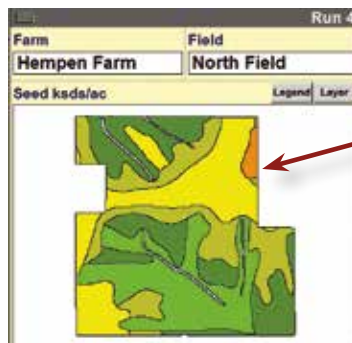 Run 4
Farm Field
Hempen Farm North Field
Seed ksds/ac Legend Layer